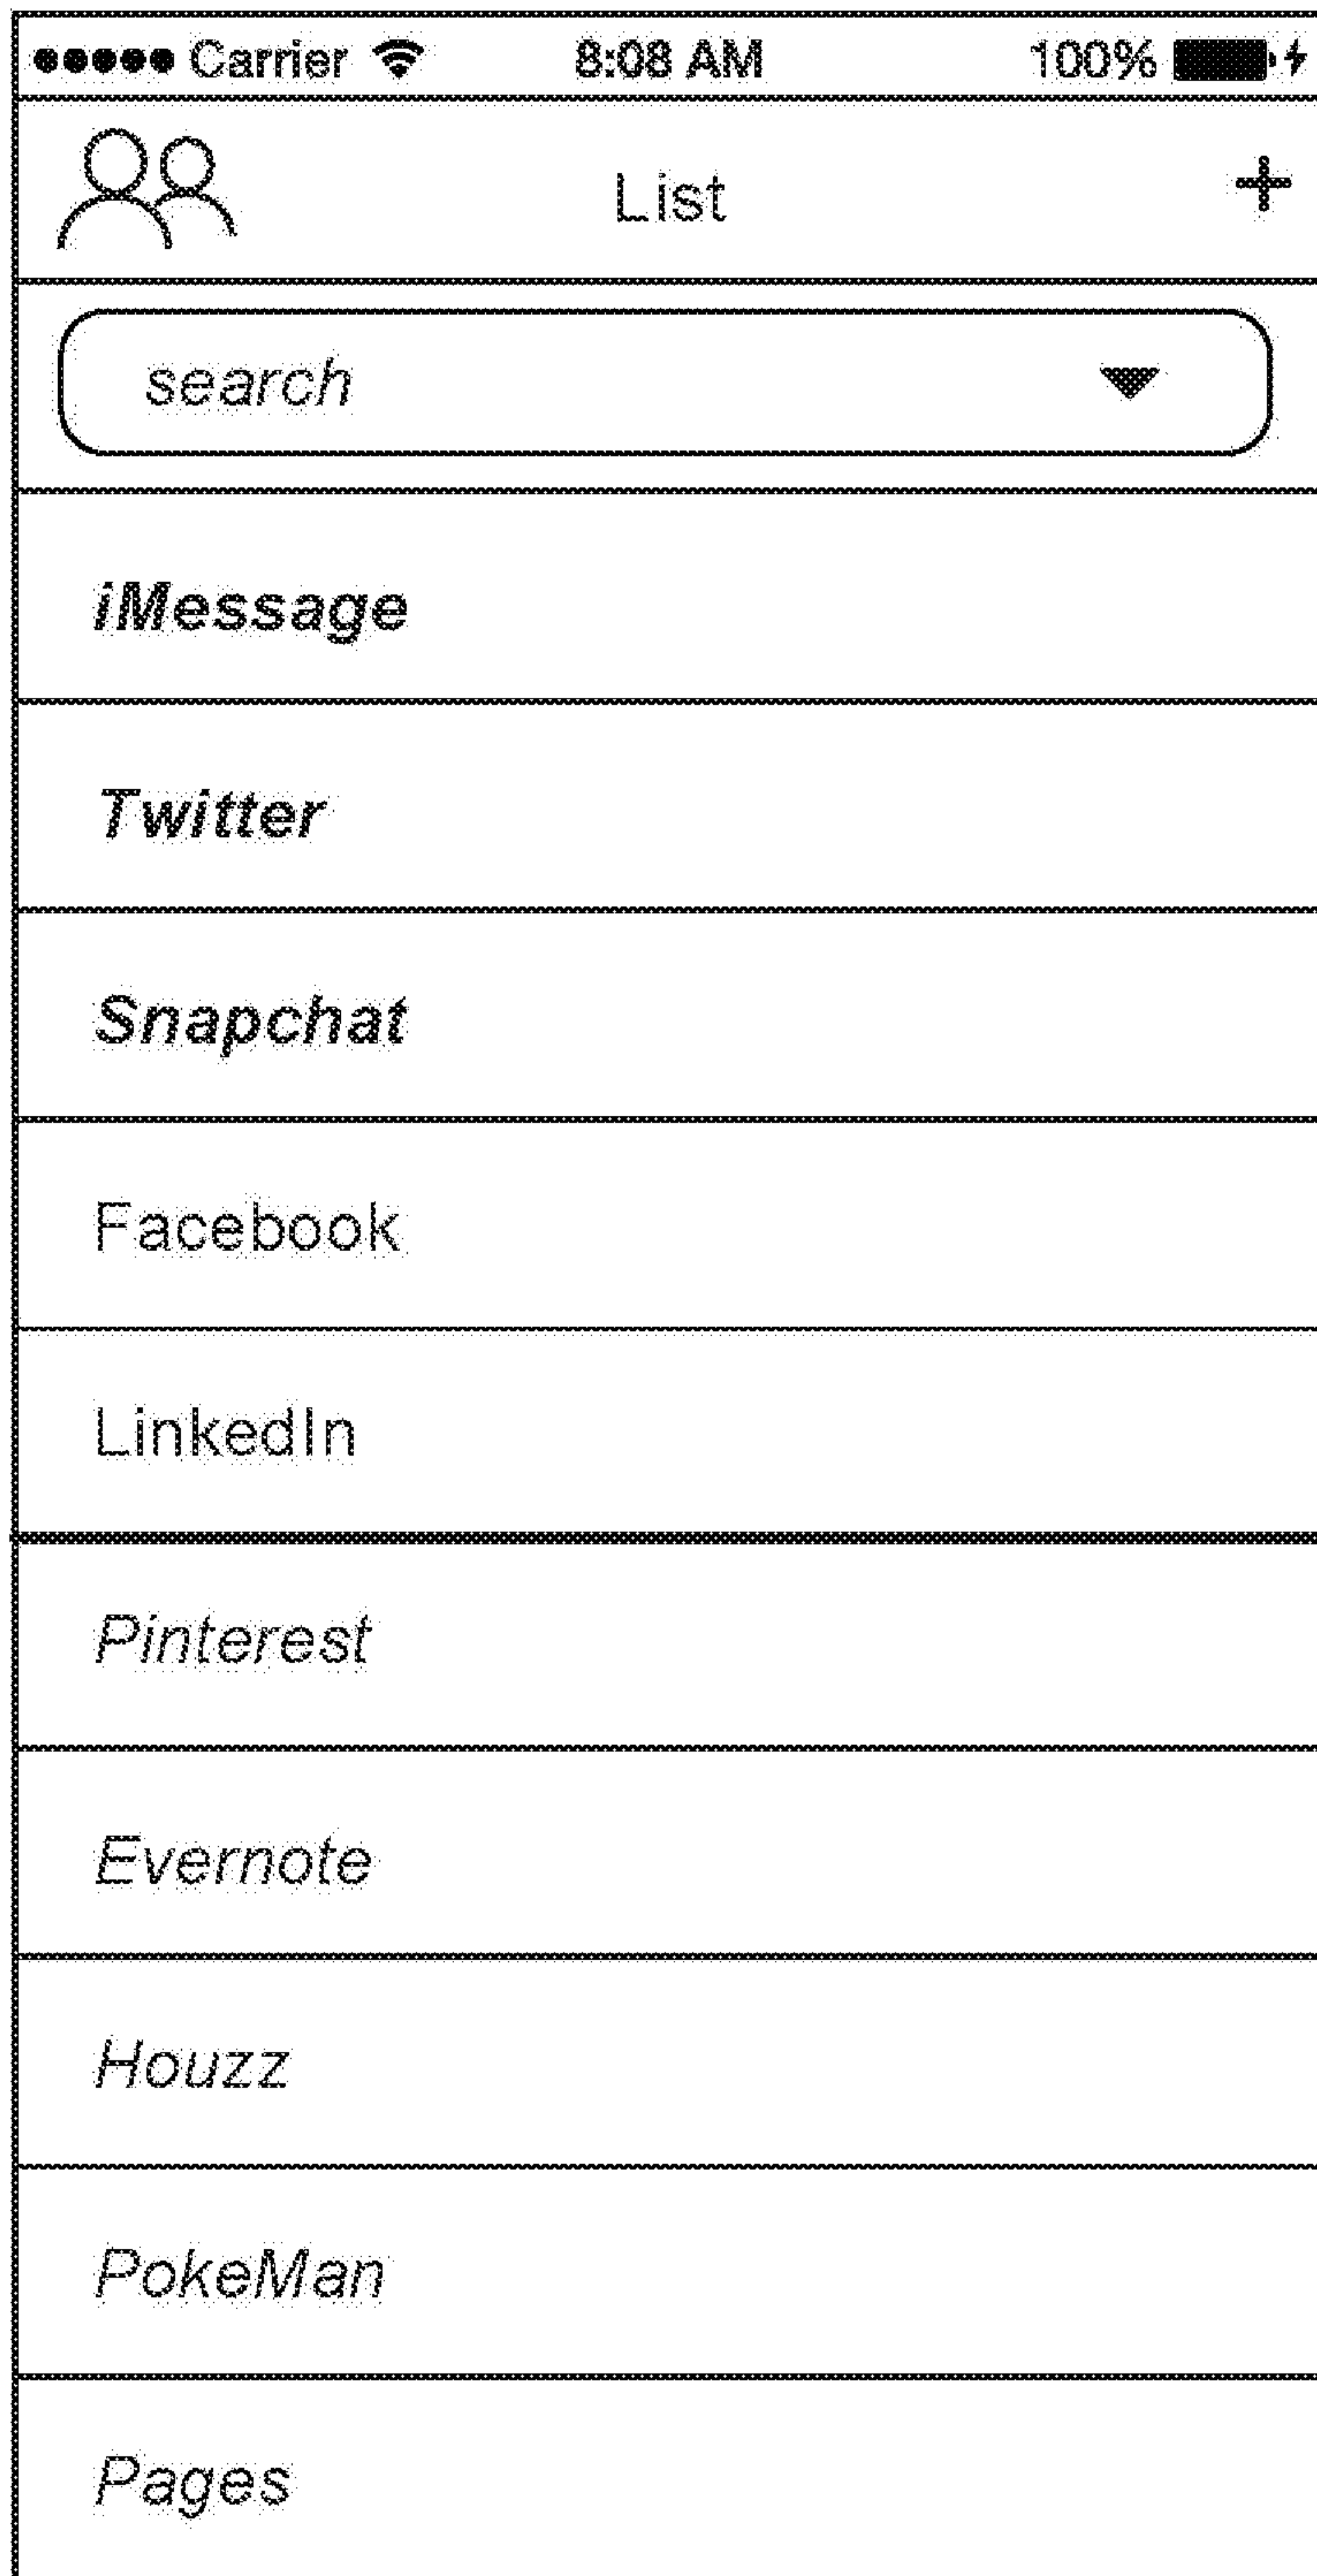 Carrier 8:08 AM 100%
List +
search
iMessage
Twitter
Snapchat
Facebook
LinkedIn
Pinterest
Evernote
Houzz
PokeMan
Pages